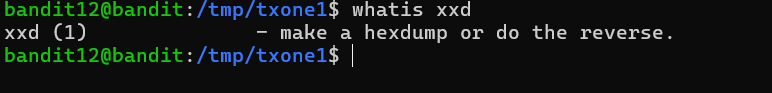 bandit12@bandit:/tmp/txone1$ whatis xxd
xxd (1)              - make a hexdump or do the reverse.
bandit12@bandit:/tmp/txone1$